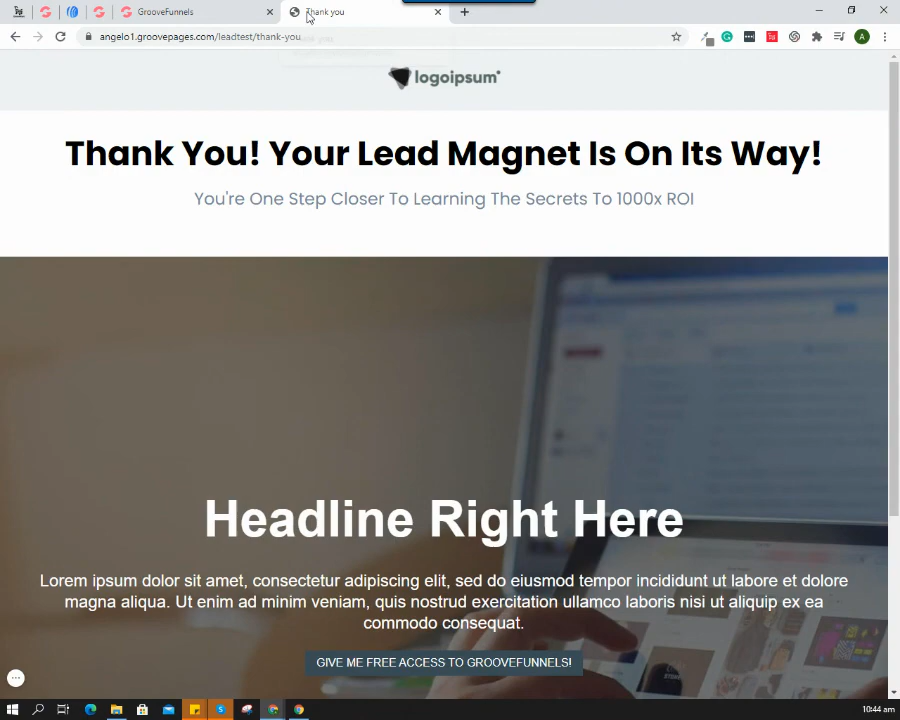 GrooveFunnels
Thank you
angelo1.groovepages.com/leadtest/thank-you
A
logoipsum
Thank You! Your Lead Magnet Is On Its Way!
You're One Step Closer To Learning The Secrets To 1000x ROI
Headline Right Here
Lorem ipsum dolor sit amet, consectetur adipiscing elit, sed do eiusmod tempor incididunt ut labore et dolore
magna aliqua. Ut enim ad minim veniam, quis nostrud exercitation ullamco laboris nisi ut aliquip ex ea
commodo consequat.
GIVE ME FREE ACCESS TO GROOVEFUNNELS!
10:44 am